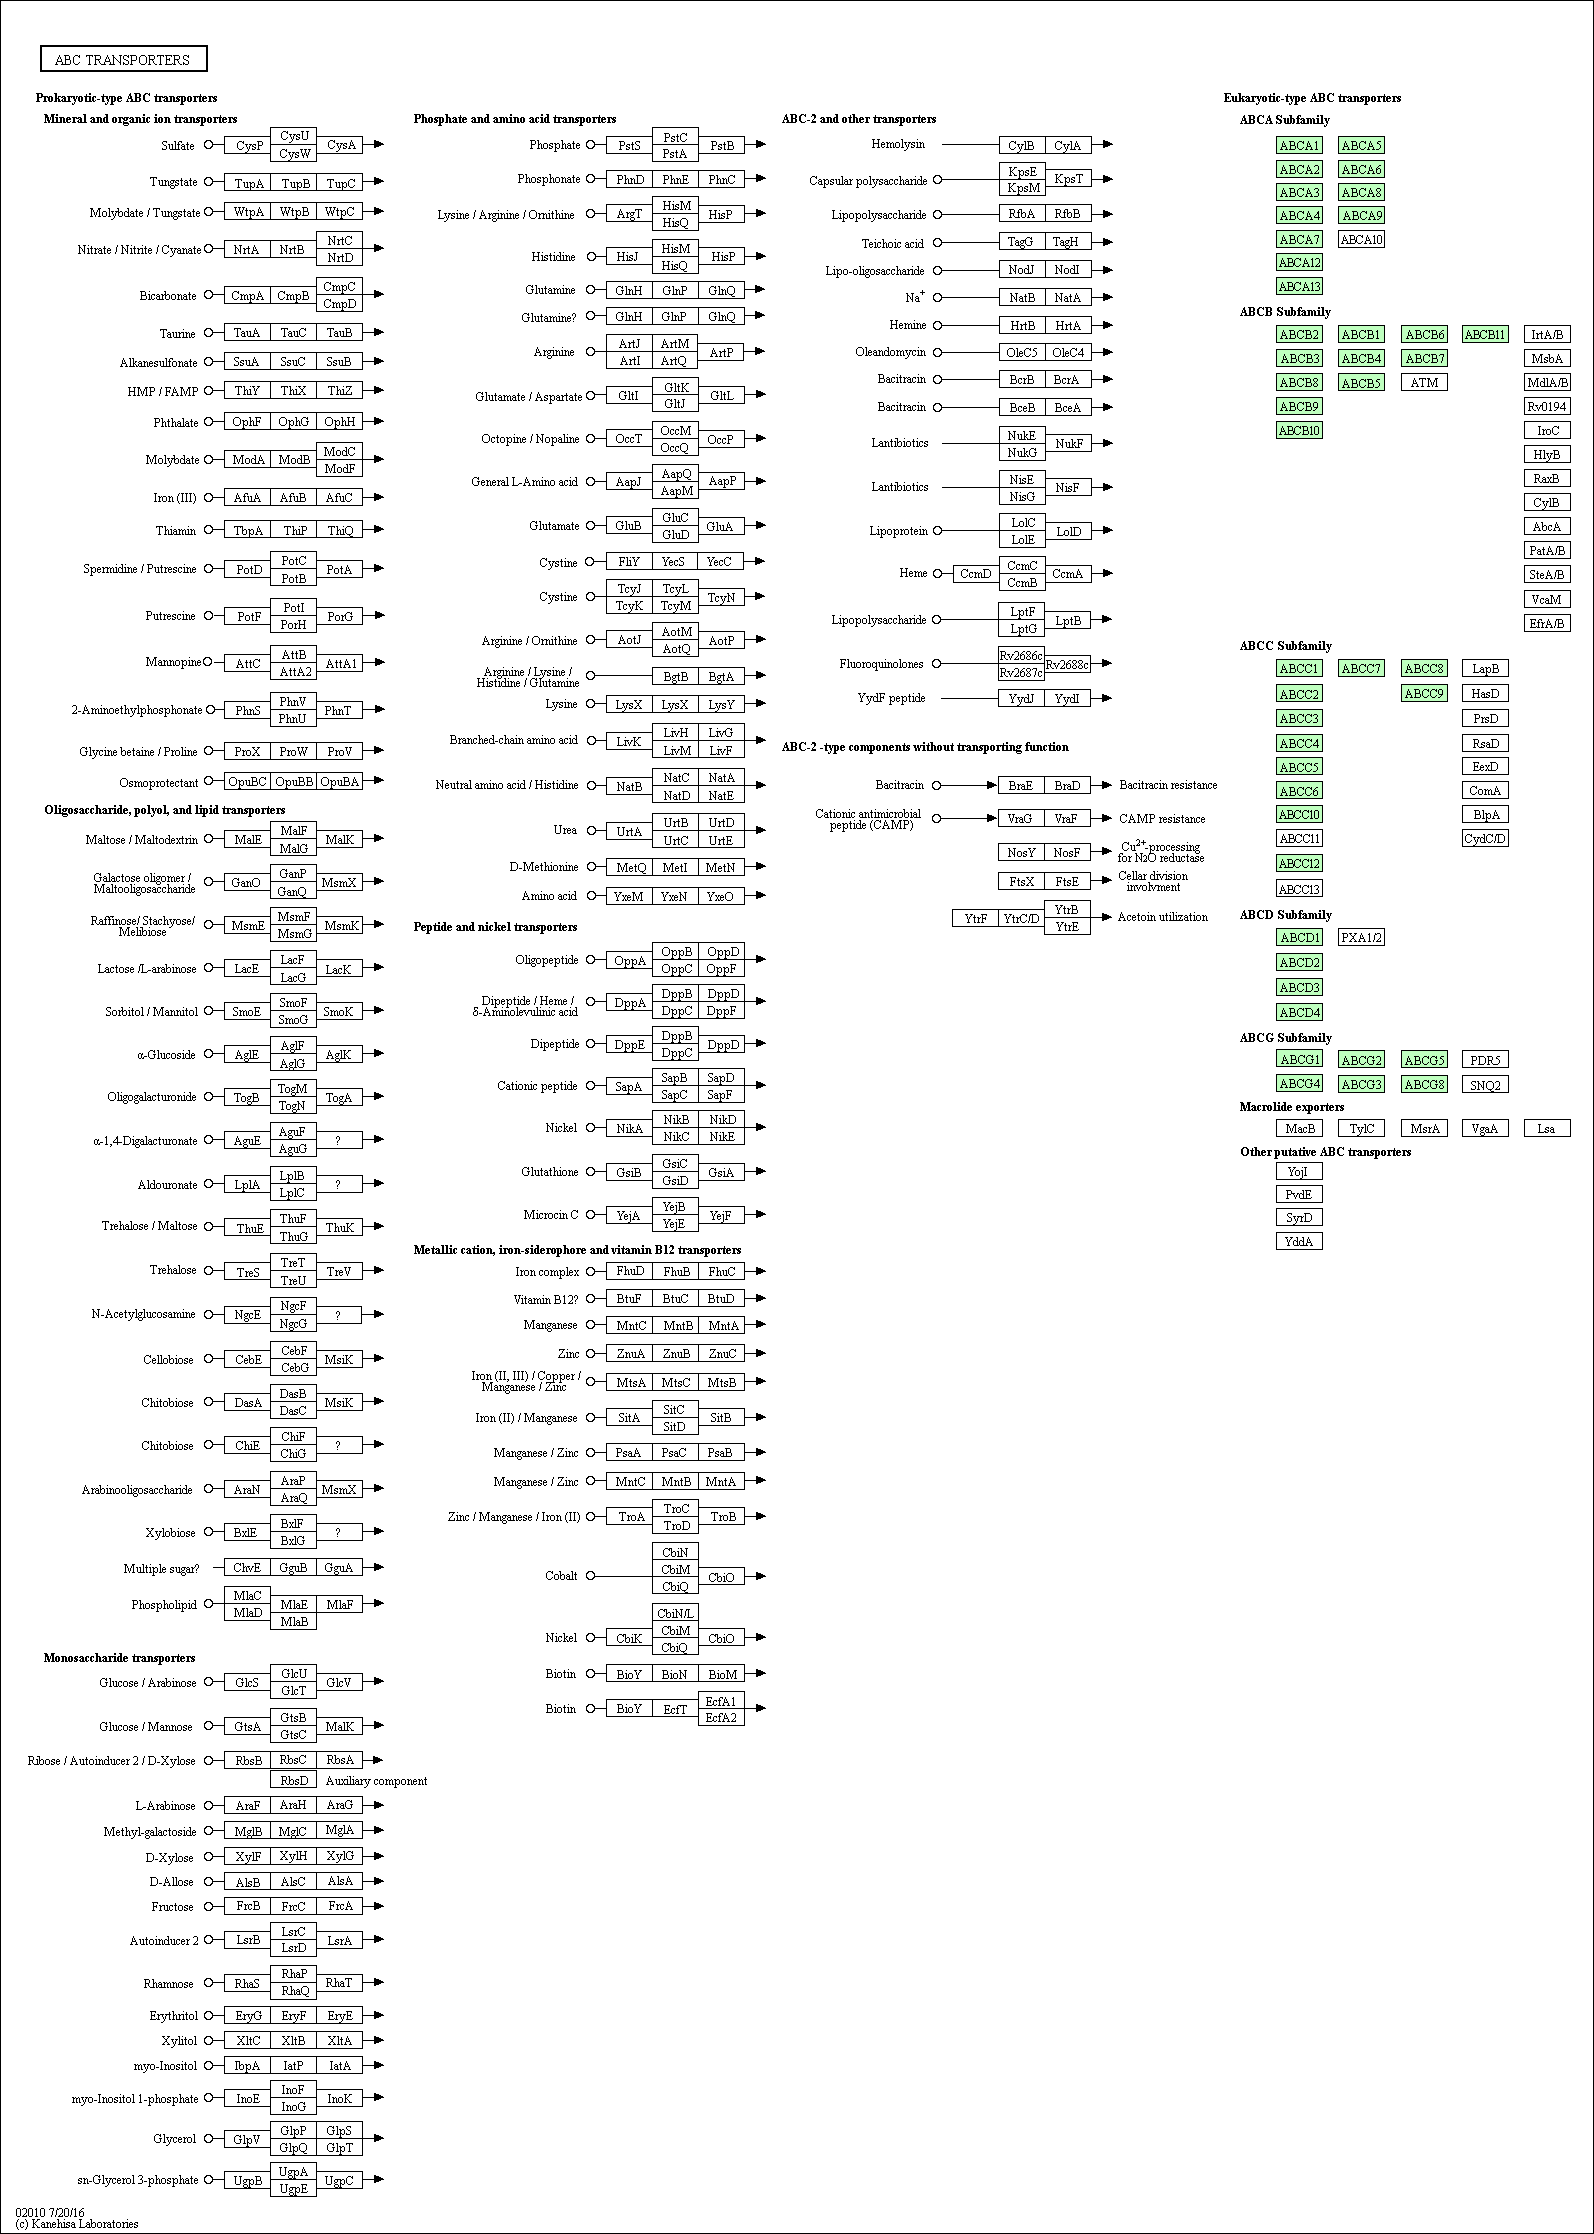 ABC TRANSPORTERS
Prokaryotic-type ABC transporters
Mineral and organic ion transporters
Sulfate CysP CysU CysA
CysW
Tungstate TupA TupB TupC
Molybdate / Tungstate WtpA WtpB WtpC
Nitrate / Nitrite / Cyanate NrtA NrtB NrtC
NrtD
Bicarbonate CmpA CmpB CmpC
CmpD
Taurine TauA TauC TauB
Alkanesulfonate SsuA SsuC SsuB
HMP / FAMP ThiY ThiX ThiZ
Phthalate OphF OphG OphH
Molybdate ModA ModB ModC
ModF
Iron (III) AfuA AfuB AfuC
Thiamin TbpA ThiP ThiQ
Spermidine / Putrescine PotD PotC PotA
PotB
Putrescine PotF PotI PorG
PorH
Mannopine AttC AttB AttA1
AttA2
2-Aminoethylphosphonate PhnS PhnV PhnT
PhnU
Glycine betaine / Proline ProX ProW ProV
Osmoprotectant OpuBC OpuBB OpuBA
Oligosaccharide, polyol, and lipid transporters
Maltose / Maltodextrin MalE MalF MalK
MalG
Galactose oligomer / Maltooligosaccharide GanO GanP MsmX
GanQ
Raffinose/ Stachyose/ Melibiose MsmE MsmF MsmK
MsmG
Lactose /L-arabinose LacE LacF LacK
LacG
Sorbitol / Mannitol SmoE SmoF SmoK
SmoG
α-Glucoside AglE AglF AglK
AglG
Oligogalacturonide TogB TogM TogA
TogN
α-1,4-Digalacturonate AguE AguF ?
AguG
Aldouronate LplA LplB ?
LplC
Trehalose / Maltose ThuE ThuF ThuK
ThuG
Trehalose TreS TreT TreV
TreU
N-Acetylglucosamine NgcE NgcF ?
NgcG
Cellobiose CebE CebF MsiK
CebG
Chitobiose DasA DasB MsiK
DasC
Chitobiose ChiE ChiF ?
ChiG
Arabinooligosaccharide AraN AraP MsmX
AraQ
Xylobiose BxlE BxlF ?
BxlG
Multiple sugar? ChvE GguB GguA
Phospholipid MlaC MlaE MlaF
MlaD MlaB
Monosaccharide transporters
Glucose / Arabinose GlcS GlcU GlcV
GlcT
Glucose / Mannose GtsA GtsB MalK
GtsC
Ribose / Autoinducer 2 / D-Xylose RbsB RbsC RbsA
RbsD Auxiliary component
L-Arabinose AraF AraH AraG
Methyl-galactoside MglB MglC MglA
D-Xylose XylF XylH XylG
D-Allose AlsB AlsC AlsA
Fructose FrcB FrcC FrcA
Autoinducer 2 LsrB LsrC LsrA
LsrD
Rhamnose RhaS RhaP RhaT
RhaQ
Erythritol EryG EryF EryE
Xylitol XltC XltB XltA
myo-Inositol IbpA IatP IatA
myo-Inositol 1-phosphate InoE InoF InoK
InoG
Glycerol GlpV GlpP GlpS
GlpQ GlpT
sn-Glycerol 3-phosphate UgpB UgpA UgpC
UgpE
Phosphate and amino acid transporters
Phosphate PstS PstC PstB
PstA
Phosphonate PhnD PhnE PhnC
Lysine / Arginine / Ornithine ArgT HisM HisP
HisQ
Histidine HisJ HisM HisP
HisQ
Glutamine GlnH GlnP GlnQ
Glutamine? GlnH GlnP GlnQ
Arginine ArtJ ArtM ArtP
ArtI ArtQ
Glutamate / Aspartate GltI GltK GltL
GltJ
Octopine / Nopaline OccT OccM OccP
OccQ
General L-Amino acid AapJ AapQ AapP
AapM
Glutamate GluB GluC GluA
GluD
Cystine FliY YecS YecC
Cystine TcyJ TcyL TcyN
TcyK TcyM
Arginine / Ornithine AotJ AotM AotP
AotQ
Arginine / Lysine /
Histidine / Glutamine BgtB BgtA
Lysine LysX LysX LysY
Branched-chain amino acid LivK LivH LivG
LivM LivF
Neutral amino acid / Histidine NatB NatC NatA
NatD NatE
Urea UrtA UrtB UrtD
UrtC UrtE
D-Methionine MetQ MetI MetN
Amino acid YxeM YxeN YxeO
Peptide and nickel transporters
Oligopeptide OppA OppB OppD
OppC OppF
Dipeptide / Heme /
δ-Aminolevulinic acid DppA DppB DppD
DppC DppF
Dipeptide DppE DppB DppD
DppC
Cationic peptide SapA SapB SapD
SapC SapF
Nickel NikA NikB NikD
NikC NikE
Glutathione GsiB GsiC GsiA
GsiD
Microcin C YejA YejB YejF
YejE
Metallic cation, iron-siderophore and vitamin B12 transporters
Iron complex FhuD FhuB FhuC
Vitamin B12? BtuF BtuC BtuD
Manganese MntC MntB MntA
Zinc ZnuA ZnuB ZnuC
Iron (II, III) / Copper /
Manganese / Zinc MtsA MtsC MtsB
Iron (II) / Manganese SitA SitC SitB
SitD
Manganese / Zinc PsaA PsaC PsaB
Manganese / Zinc MntC MntB MntA
Zinc / Manganese / Iron (II) TroA TroC TroB
TroD
Cobalt CbiN
CbiM CbiO
CbiQ
Nickel CbiK CbiN/L
CbiM CbiO
CbiQ
Biotin BioY BioN BioM
Biotin BioY EcfT EcfA1
EcfA2
ABC-2 and other transporters
Hemolysin CylB CylA
Capsular polysaccharide KpsE KpsT
KpsM
Lipopolysaccharide RfbA RfbB
Teichoic acid TagG TagH
Lipo-oligosaccharide NodJ NodI
Na+ NatB NatA
Hemine HrtB HrtA
Oleandomycin OleC5 OleC4
Bacitracin BcrB BcrA
Bacitracin BceB BceA
Lantibiotics NukE NukF
NukG
Lantibiotics NisE NisF
NisG
Lipoprotein LolC LolD
LolE
Heme CcmD CcmC CcmA
CcmB
Lipopolysaccharide LptF LptB
LptG
Fluoroquinolones Rv2686c Rv2688c
Rv2687c
YydF peptide YydJ YydI
ABC-2 -type components without transporting function
Bacitracin BraE BraD Bacitracin resistance
Cationic antimicrobial
peptide (CAMP) VraG VraF CAMP resistance
NosY NosF Cu2+-processing
for N2O reductase
FtsX FtsE Cellar division
involvment
YtrF YtrC/D YtrB Acetoin utilization
YtrE
Eukaryotic-type ABC transporters
ABCA Subfamily
ABCA1 ABCA5
ABCA2 ABCA6
ABCA3 ABCA8
ABCA4 ABCA9
ABCA7 ABCA10
ABCA12
ABCA13
ABCB Subfamily
ABCB2 ABCB1 ABCB6 ABCB11 IrtA/B
ABCB3 ABCB4 ABCB7 MsbA
ABCB8 ABCB5 ATM MdlA/B
ABCB9 Rv0194
ABCB10 IroC
HlyB
RaxB
CylB
AbcA
PatA/B
SteA/B
VcaM
EfrA/B
ABCC Subfamily
ABCC1 ABCC7 ABCC8 LapB
ABCC2 ABCC9 HasD
ABCC3 PrsD
ABCC4 RsaD
ABCC5 EexD
ABCC6 ComA
ABCC10 BlpA
ABCC11 CydC/D
ABCC12
ABCC13
ABCD Subfamily
ABCD1 PXA1/2
ABCD2
ABCD3
ABCD4
ABCG Subfamily
ABCG1 ABCG2 ABCG5 PDR5
ABCG4 ABCG3 ABCG8 SNQ2
Macrolide exporters
MacB TylC MsrA VgaA Lsa
Other putative ABC transporters
YojI
PvdE
SyrD
YddA
02010 7/20/16
(c) Kanehisa Laboratories